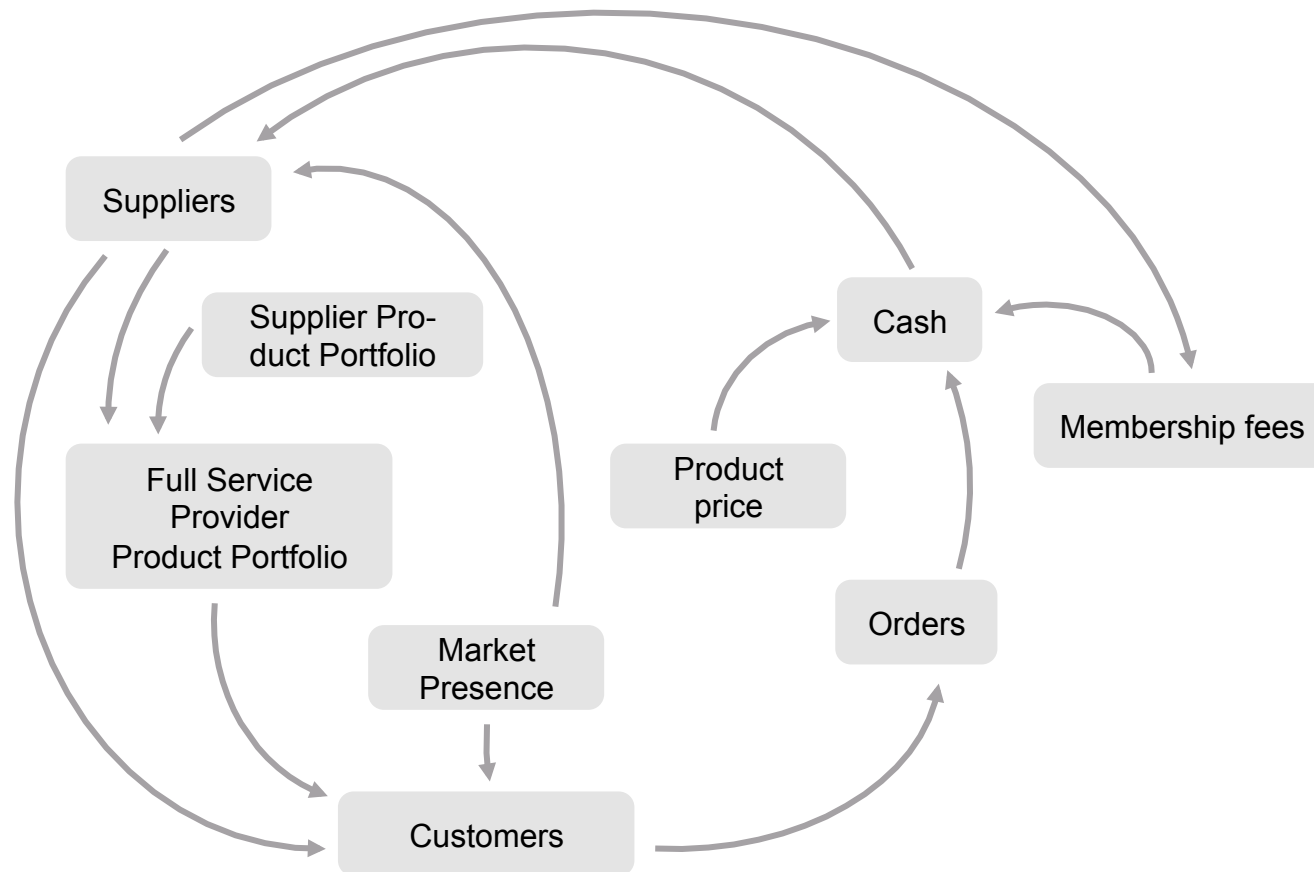 Suppliers
Supplier Pro-
duct Portfolio
Cash
Membership fees
Full Service
Provider
Product Portfolio
Product
price
Orders
Market
Presence
Customers